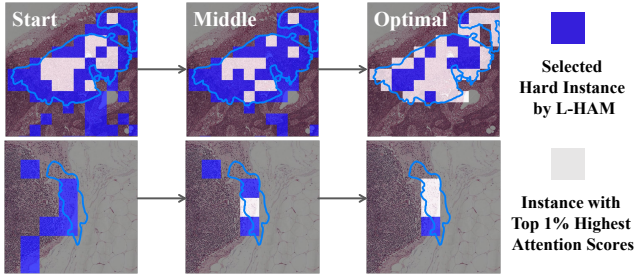 Start
Middle
Optimal
Selected
Hard Instance
by L-HAM
Instance with
Top 1% Highest
Attention Scores